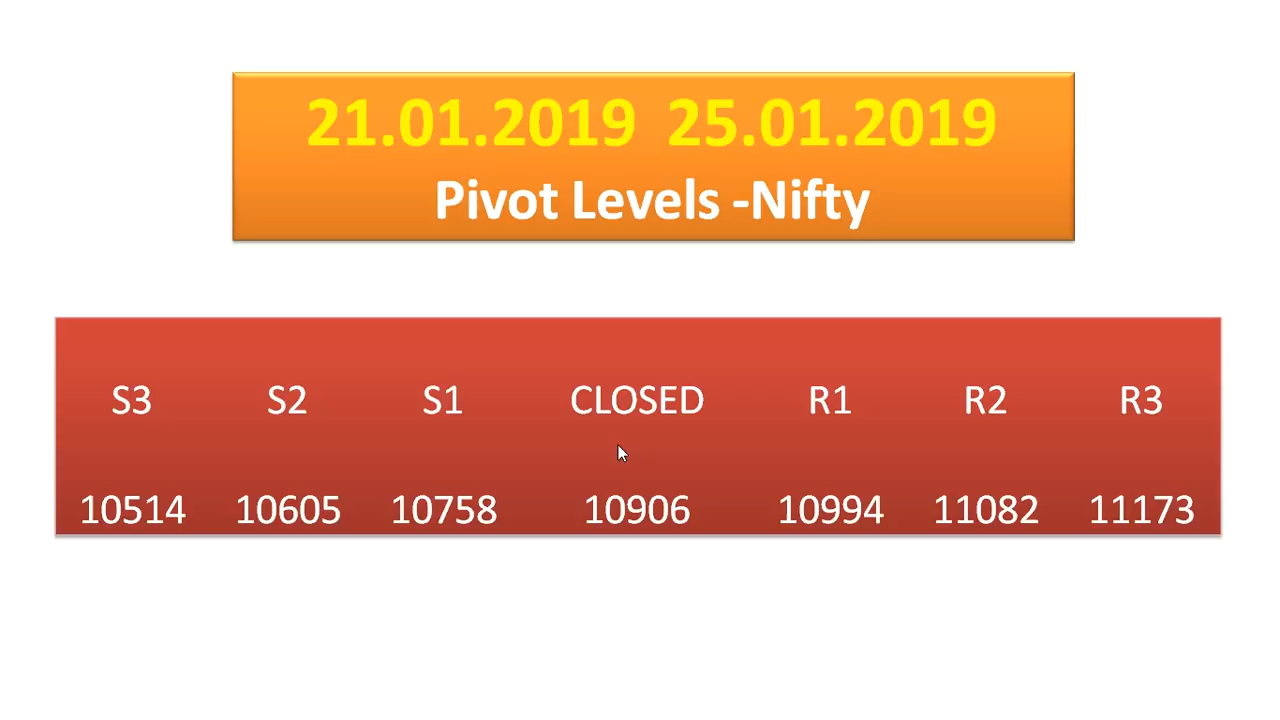 21.01.2019 25.01.2019
Pivot Levels -Nifty
S3 S2 S1 CLOSED R1 R2 R3
10514 10605 10758 10906 10994 11082 11173